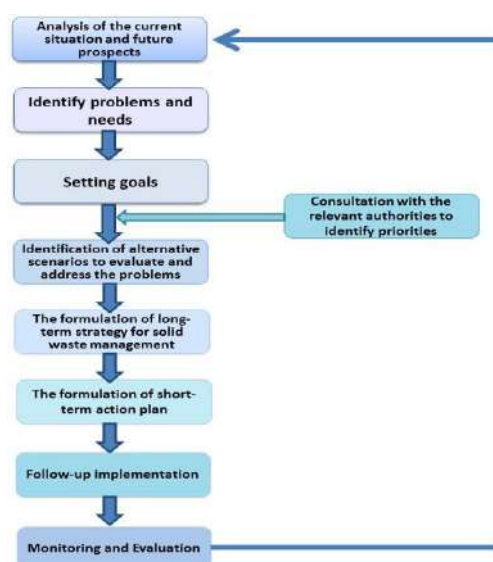 Analysis of the current
situation and future
prospects
Identify problems and
needs
Setting goals
Consultation with the
relevant authorities to
identify priorities
Identification of alternative
scenarios to evaluate and
address the problems
The formulation of long-
term strategy for solid
waste management
The formulation of short-
term action plan
Follow-up implementation
Monitoring and Evaluation